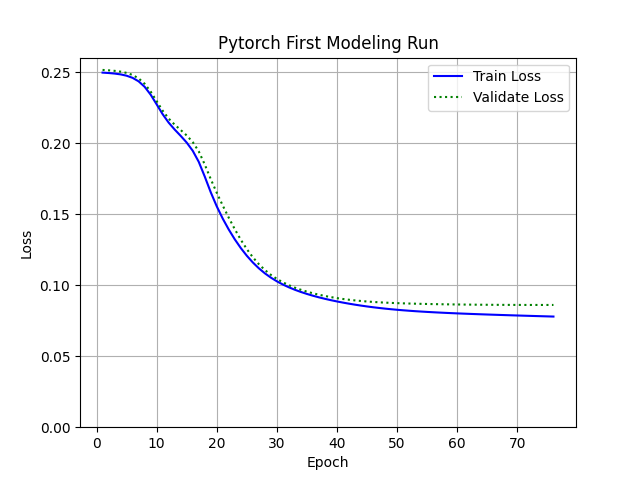 Pytorch First Modeling Run
Train Loss
Validate Loss
0.25
0.20
0.15
0.10
0.05
0.00
Loss
0 10 20 30 40 50 60 70
Epoch